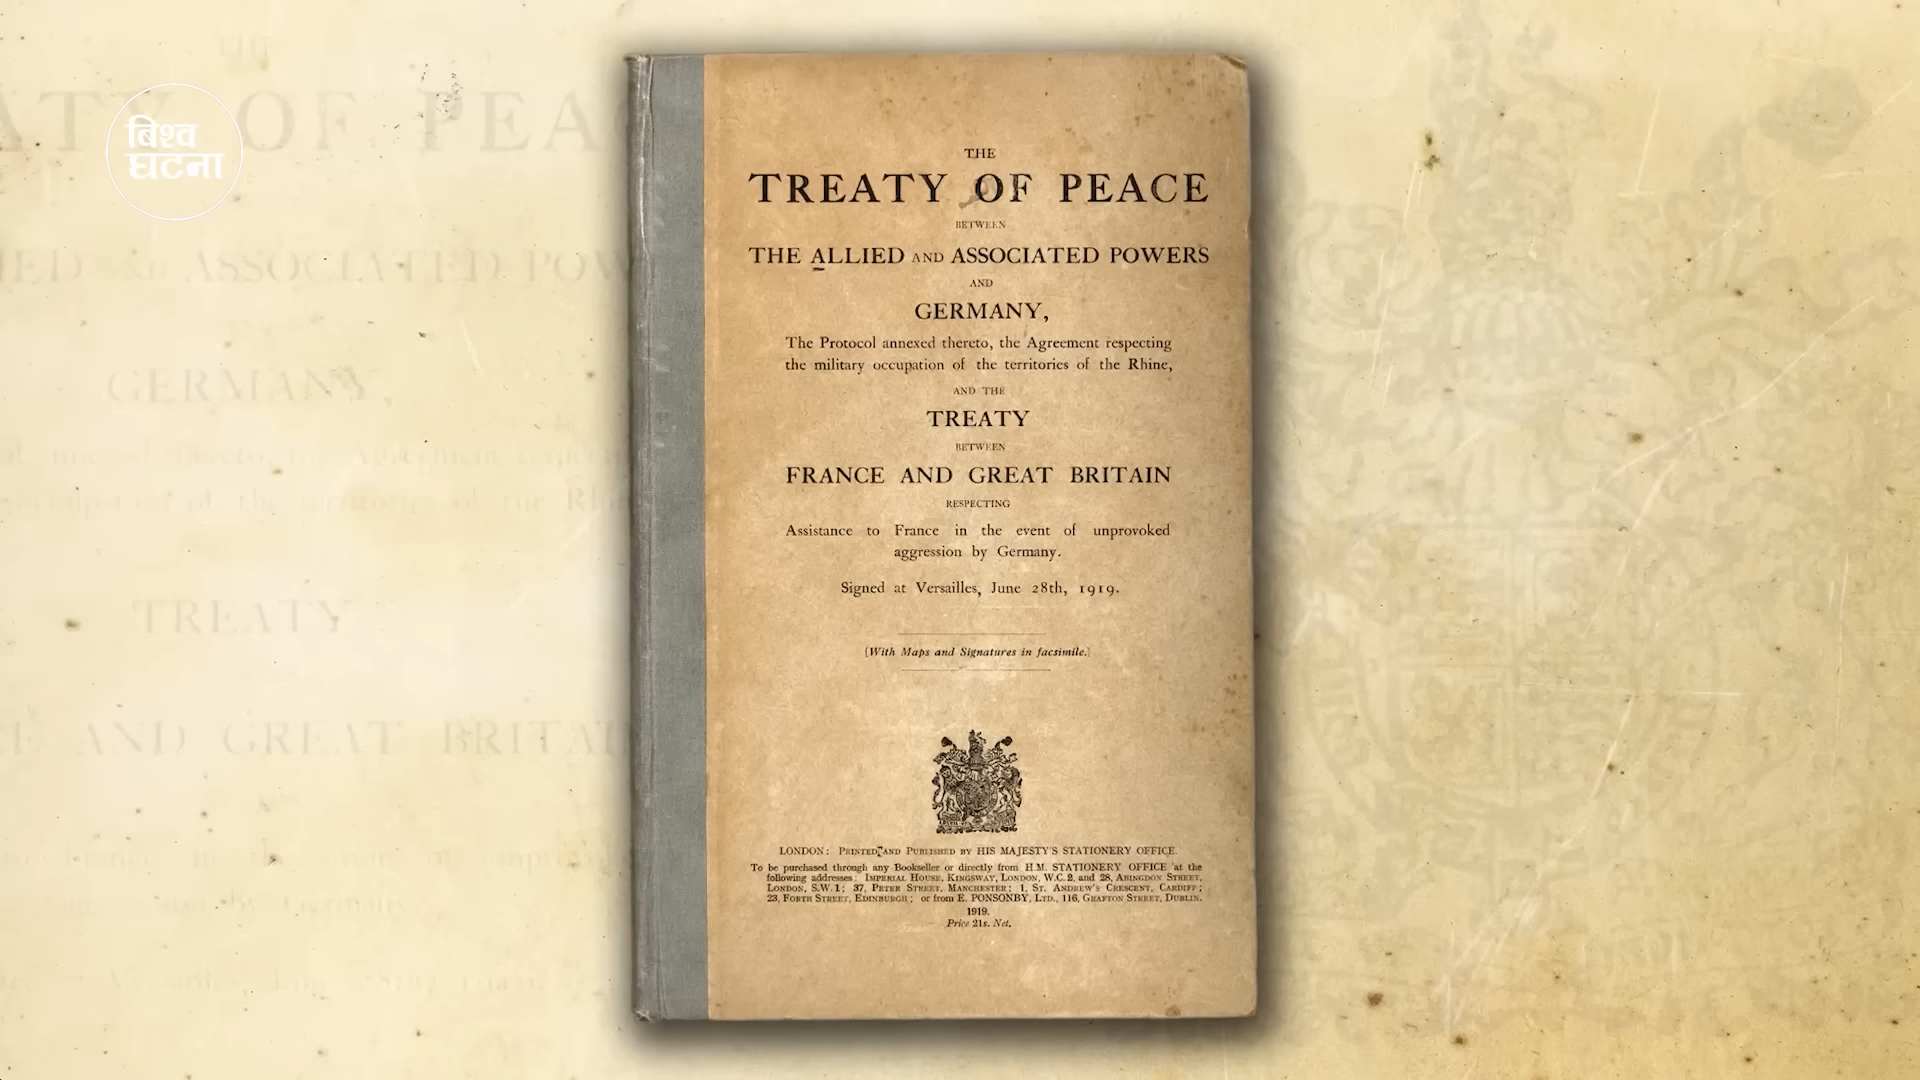 बिश्व
घटना
THE
TREATY OF PEACE
BETWEEN
THE ALLIED AND ASSOCIATED POWERS
AND
GERMANY,
The Protocol annexed thereto, the Agreement respecting
the military occupation of the territories of the Rhine,
AND THE
TREATY
BETWEEN
FRANCE AND GREAT BRITAIN
RESPECTING
Assistance to France in the event of unprovoked
aggression by Germany.
Signed at Versailles, June 28th, 1919.
[With Maps and Signatures in facsimile.]
LONDON: PRINTED AND PUBLISHED BY HIS MAJESTY'S STATIONERY OFFICE.
To be purchased through any Bookseller or directly from H.M. STATIONERY OFFICE at the
following addresses: IMPERIAL HOUSE, KINGSWAY, LONDON, W.C. 2, and 28, ABINGDON STREET,
LONDON, S.W. 1; 37, PETER STREET, MANCHESTER; 1, ST. ANDREW'S CRESCENT, CARDIFF;
23, FORTH STREET, EDINBURGH; or from E. PONSONBY, LTD., 116, GRAFTON STREET, DUBLIN.
1919.
Price 21s. Net.